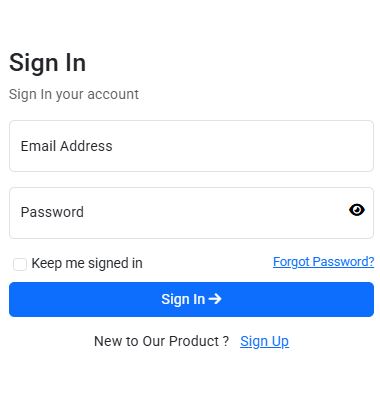 Sign In
Sign In your account
Email Address
Password
Keep me signed in Forgot Password?
Sign In
New to Our Product ? Sign Up